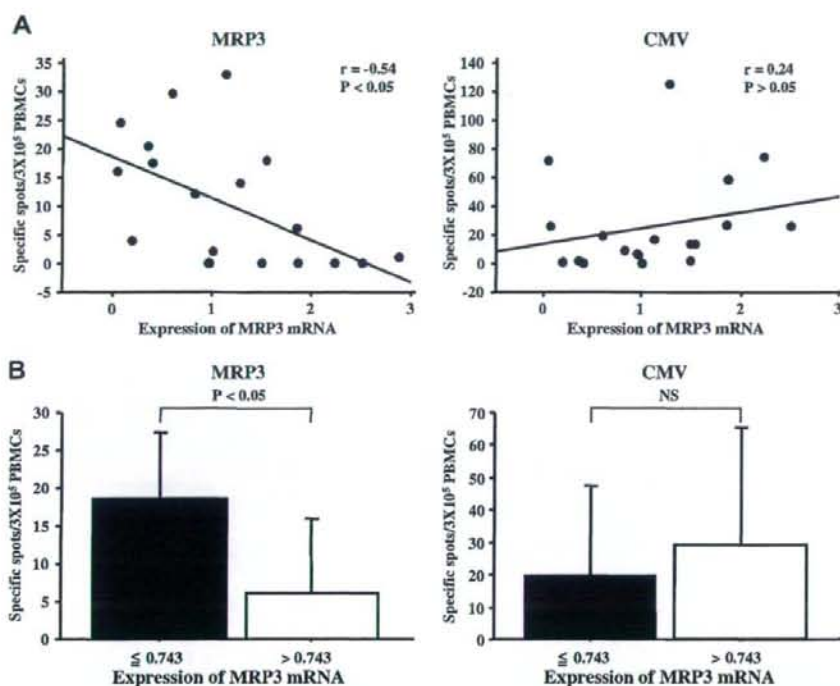 A
MRP3
r = -0.54
P < 0.05
Specific spots/3X10⁵ PBMCs
35
30
25
20
15
10
5
0
-5
0
1
2
3
Expression of MRP3 mRNA
CMV
r = 0.24
P > 0.05
Specific spots/3X10⁵ PBMCs
140
120
100
80
60
40
20
0
-20
0
1
2
3
Expression of MRP3 mRNA
B
MRP3
P < 0.05
Specific spots/3X10⁵ PBMCs
30
25
20
15
10
5
0
≦ 0.743
> 0.743
Expression of MRP3 mRNA
CMV
NS
Specific spots/3X10⁵ PBMCs
70
60
50
40
30
20
10
0
≦ 0.743
> 0.743
Expression of MRP3 mRNA